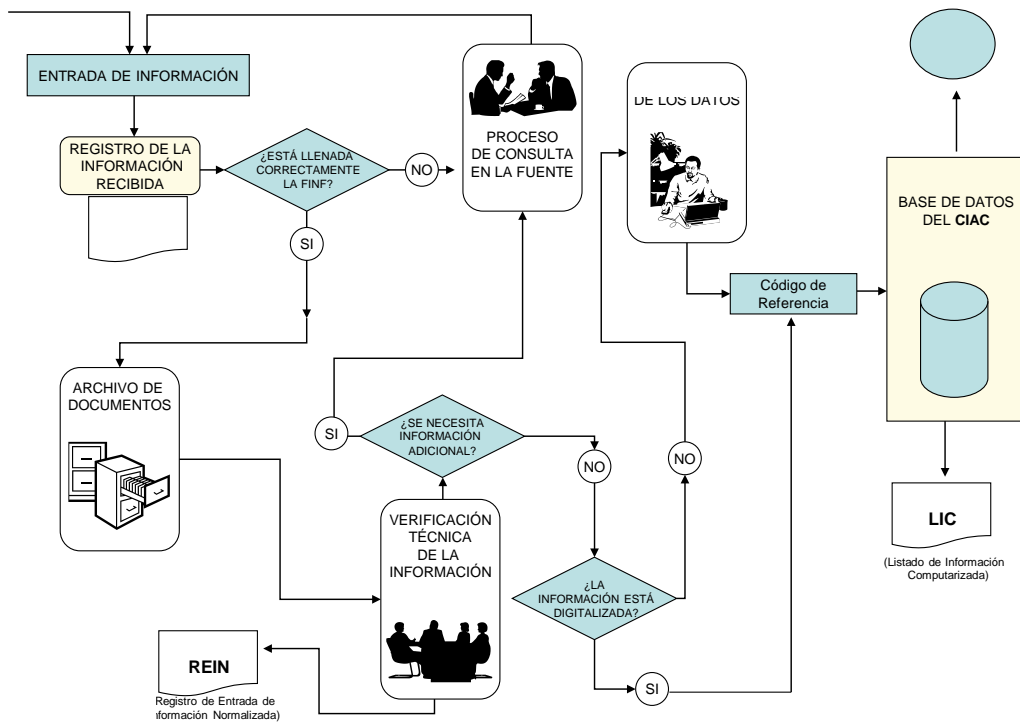 ENTRADA DE INFORMACIÓN
REGISTRO DE LA
INFORMACIÓN
RECIBIDA
¿ESTÁ LLENADA
CORRECTAMENTE
LA FINF?
NO
SI
PROCESO
DE CONSULTA
EN LA FUENTE
DE LOS DATOS
Código de
Referencia
BASE DE DATOS
DEL CIAC
ARCHIVO DE
DOCUMENTOS
SI
¿SE NECESITA
INFORMACIÓN
ADICIONAL?
NO
NO
VERIFICACIÓN
TÉCNICA
DE LA
INFORMACIÓN
¿LA
INFORMACIÓN ESTÁ
DIGITALIZADA?
SI
LIC
(Listado de Información
Computarizada)
REIN
Registro de Entrada de
nformación Normalizada)